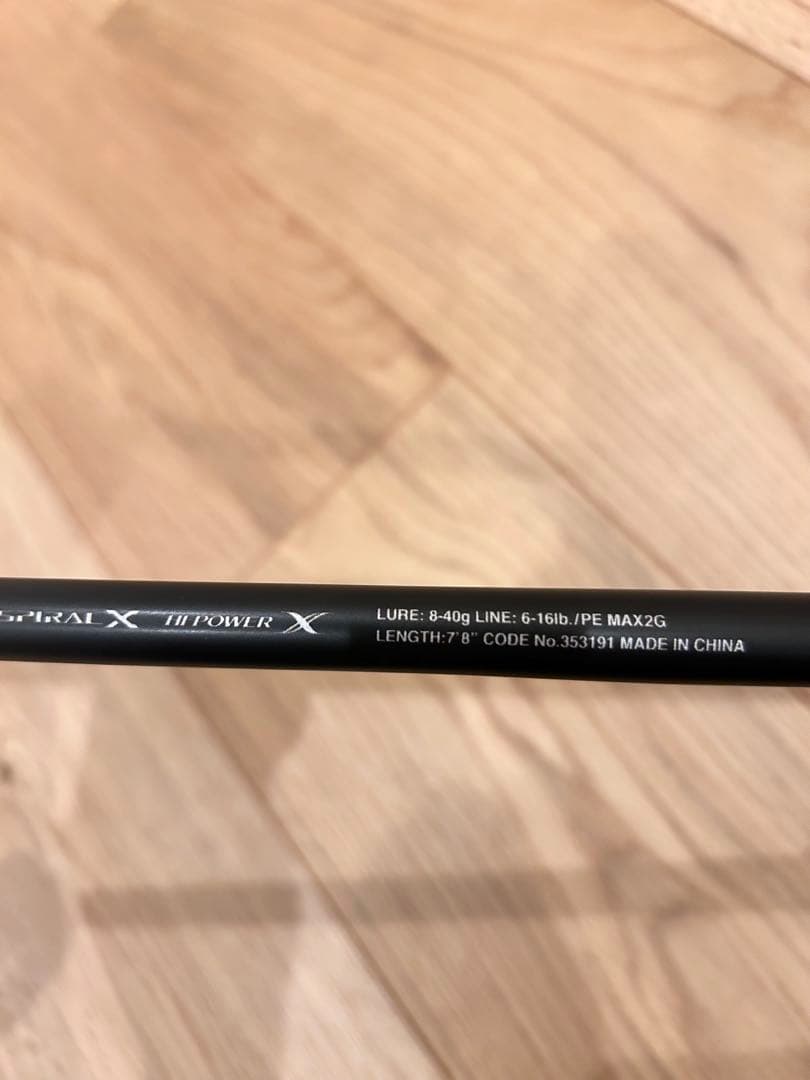 SPIRAL X HI POWER X
LURE: 8-40g LINE: 6-16lb./PE MAX2G
LENGTH:7'8" CODE No.353191 MADE IN CHINA